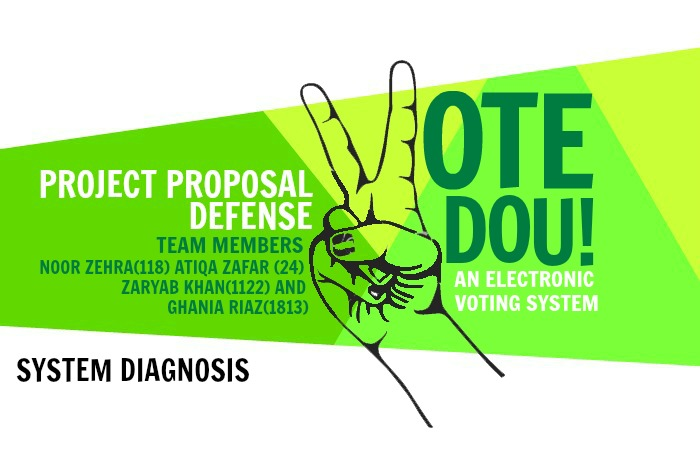 PROJECT PROPOSAL
DEFENSE
TEAM MEMBERS
NOOR ZEHRA(118) ATIQA ZAFAR (24)
ZARYAB KHAN(1122) AND
GHANIA RIAZ(1813)
OTE
DOU!
AN ELECTRONIC
VOTING SYSTEM
SYSTEM DIAGNOSIS